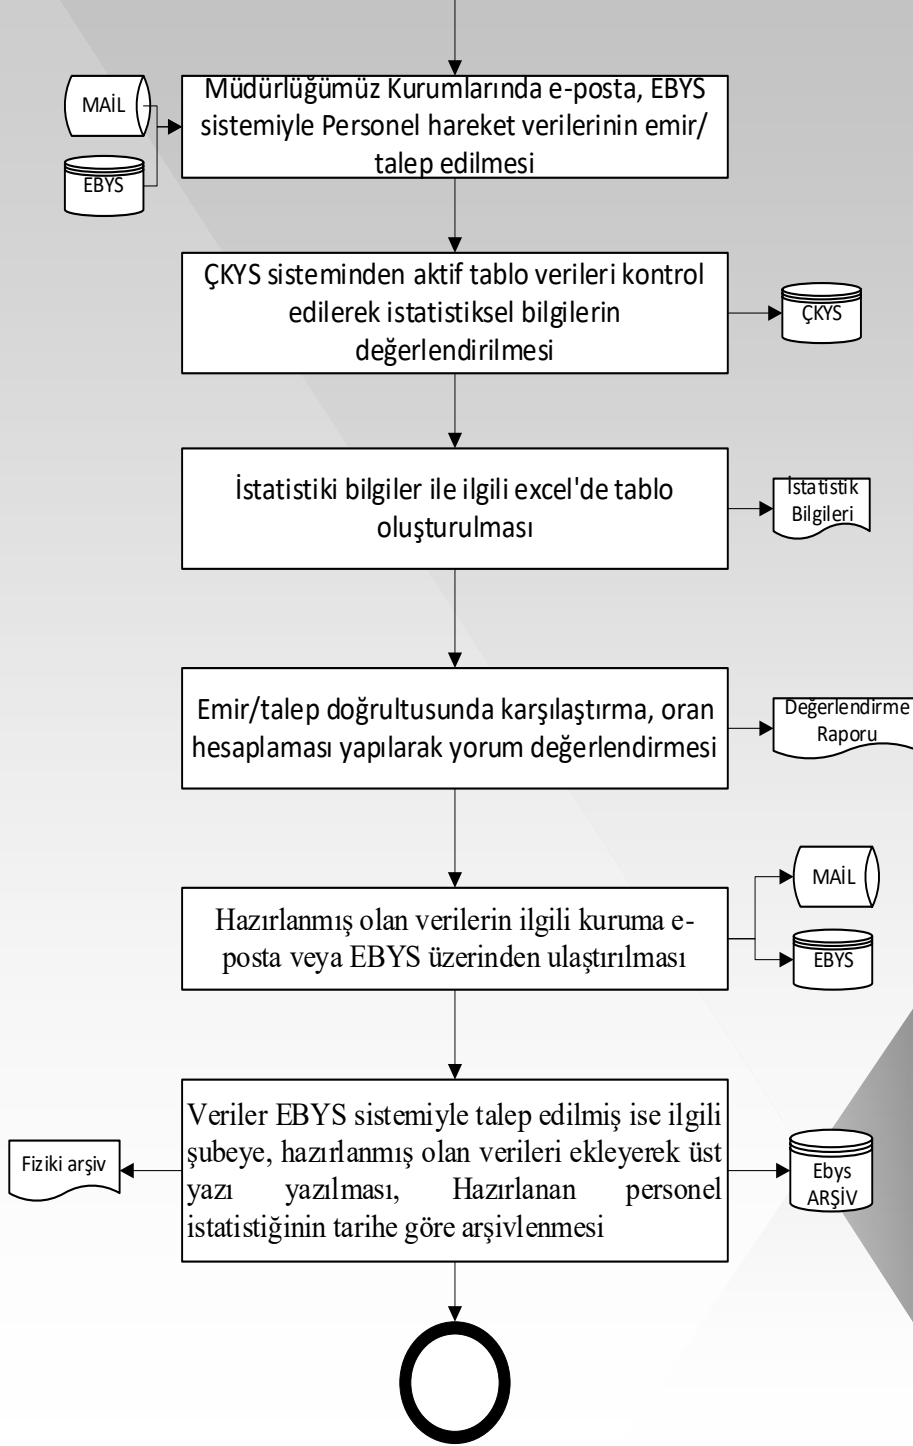 MAİL
EBYS
Müdürlüğümüz Kurumlarında e-posta, EBYS
sistemiyle Personel hareket verilerinin emir/
talep edilmesi
ÇKYS sisteminden aktif tablo verileri kontrol
edilerek istatistiksel bilgilerin
değerlendirilmesi
ÇKYS
İstatistiki bilgiler ile ilgili excel'de tablo
oluşturulması
İstatistik
Bilgileri
Emir/talep doğrultusunda karşılaştırma, oran
hesaplaması yapılarak yorum değerlendirmesi
Değerlendirme
Raporu
Hazırlanmış olan verilerin ilgili kuruma e-
posta veya EBYS üzerinden ulaştırılması
MAİL
EBYS
Veriler EBYS sistemiyle talep edilmiş ise ilgili
şubeye, hazırlanmış olan verileri ekleyerek üst
yazı yazılması, Hazırlanan personel
istatistiğinin tarihe göre arşivlenmesi
Fiziki arşiv
Ebys
ARŞİV